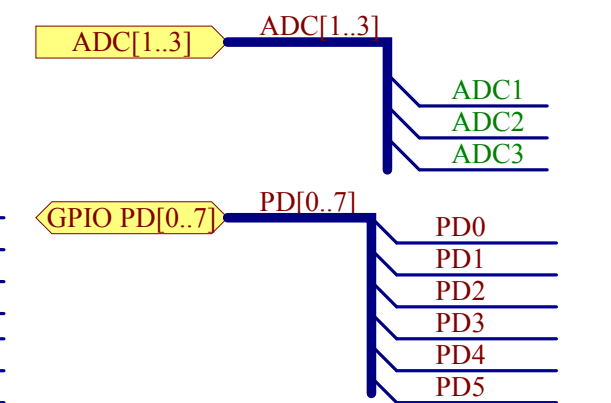 ADC[1..3] ADC[1..3]
ADC1
ADC2
ADC3
GPIO PD[0..7] PD[0..7]
PD0
PD1
PD2
PD3
PD4
PD5